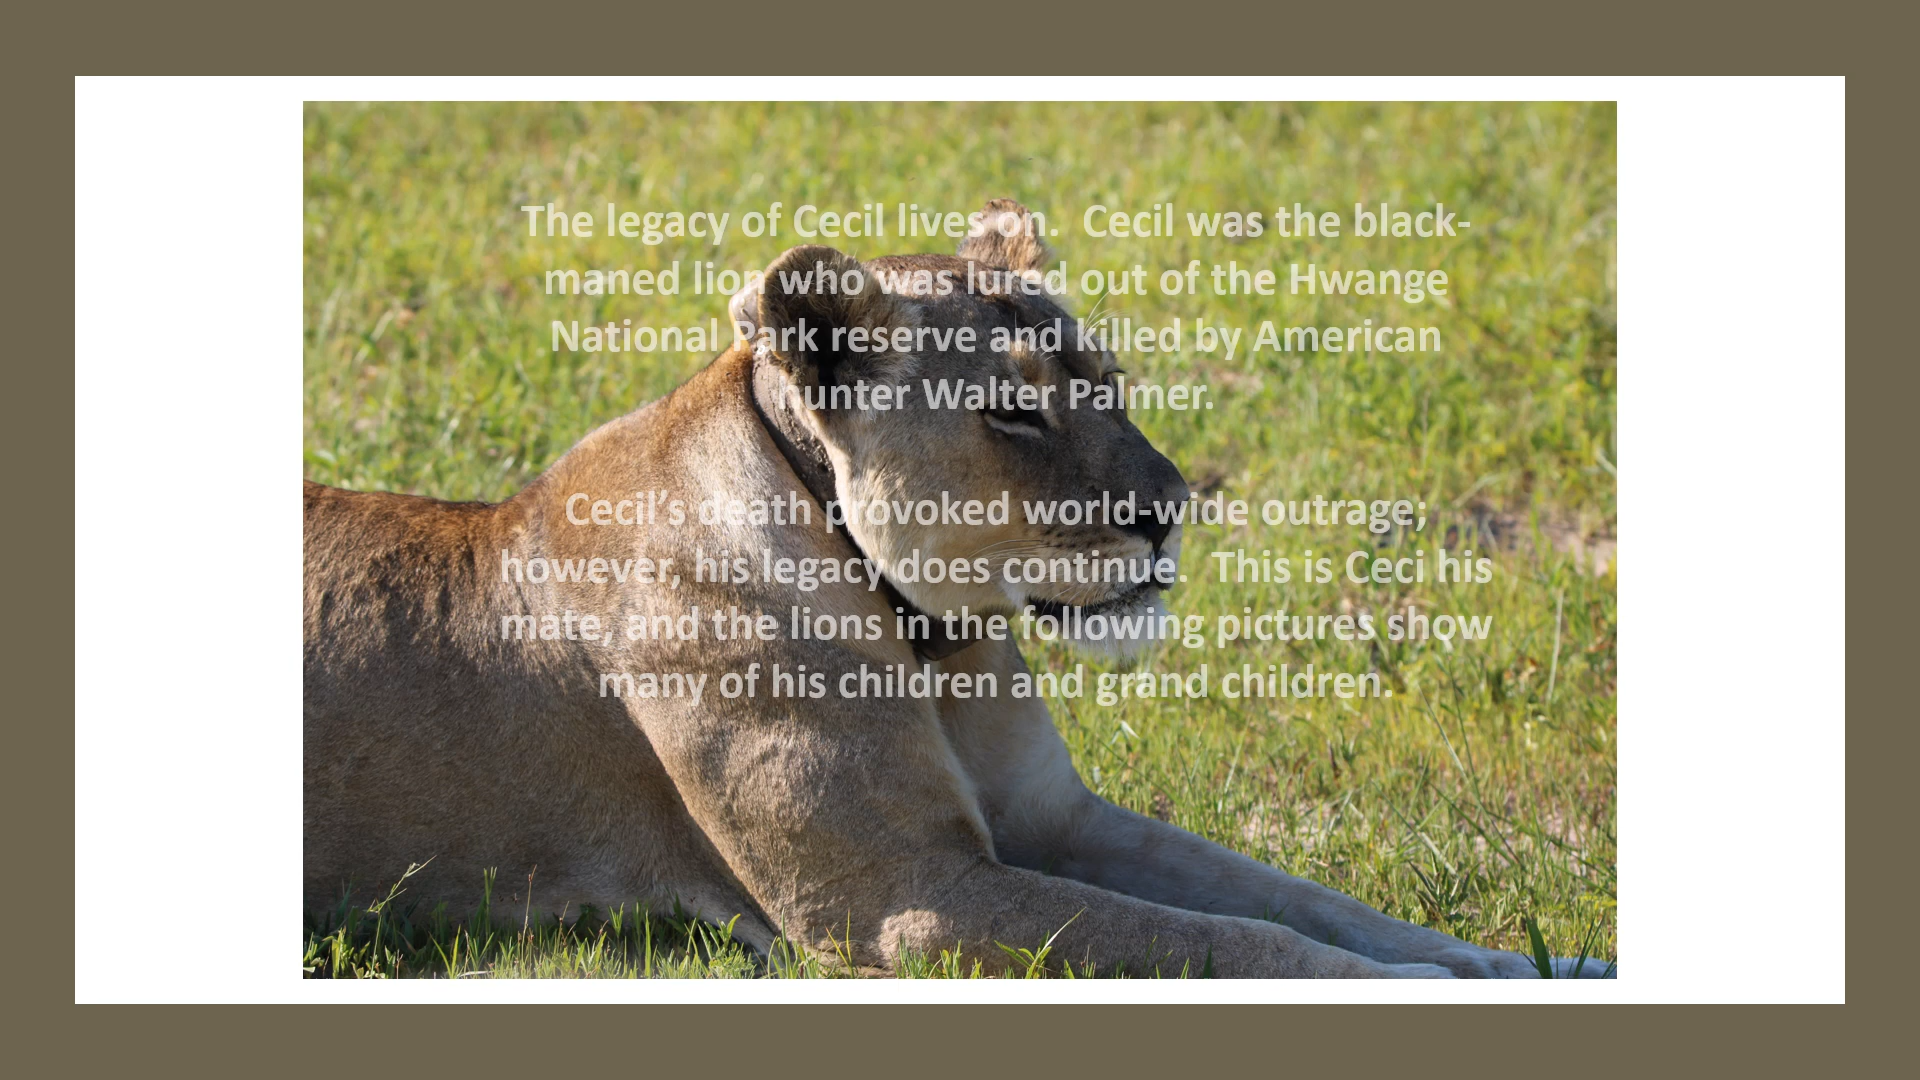 The legacy of Cecil lives on.  Cecil was the black-
maned lion who was lured out of the Hwange
National Park reserve and killed by American
hunter Walter Palmer.
Cecil’s death provoked world-wide outrage;
however, his legacy does continue.  This is Ceci his
mate, and the lions in the following pictures show
many of his children and grand children.